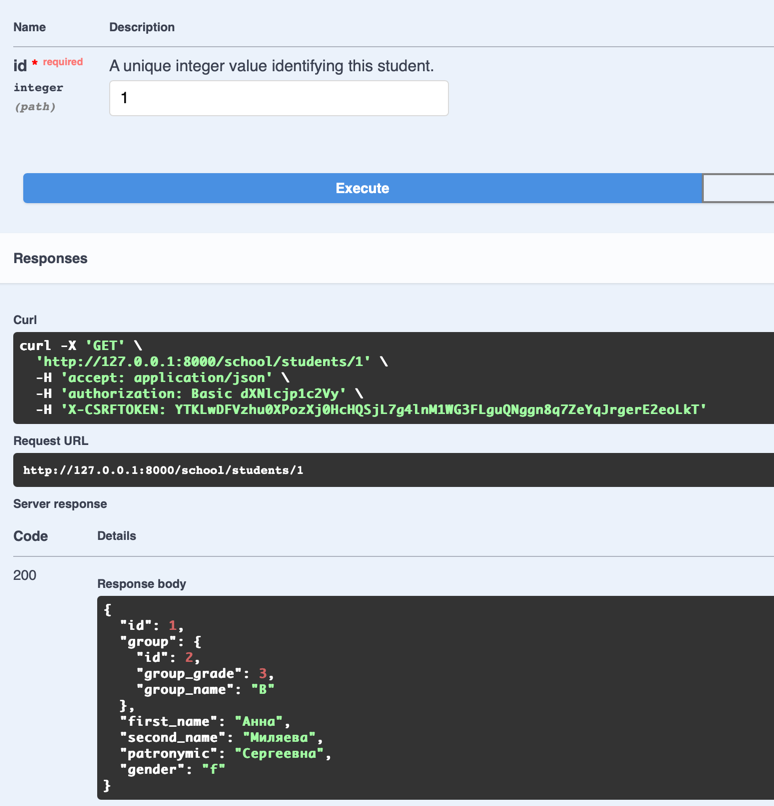 Name Description
id * required A unique integer value identifying this student.
integer
(path)
1
Execute
Responses
Curl
curl -X 'GET' \
'http://127.0.0.1:8000/school/students/1' \
-H 'accept: application/json' \
-H 'authorization: Basic dXNlcjp1c2Vy' \
-H 'X-CSRFTOKEN: YTKLwDFVzhu0XPozXj0HcHQSjL7g4lnM1WG3FLguQNggn8q7ZeYqJrgerE2eoLkT'
Request URL
http://127.0.0.1:8000/school/students/1
Server response
Code Details
200
Response body
{
"id": 1,
"group": {
"id": 2,
"group_grade": 3,
"group_name": "В"
},
"first_name": "Анна",
"second_name": "Миляева",
"patronymic": "Сергеевна",
"gender": "f"
}